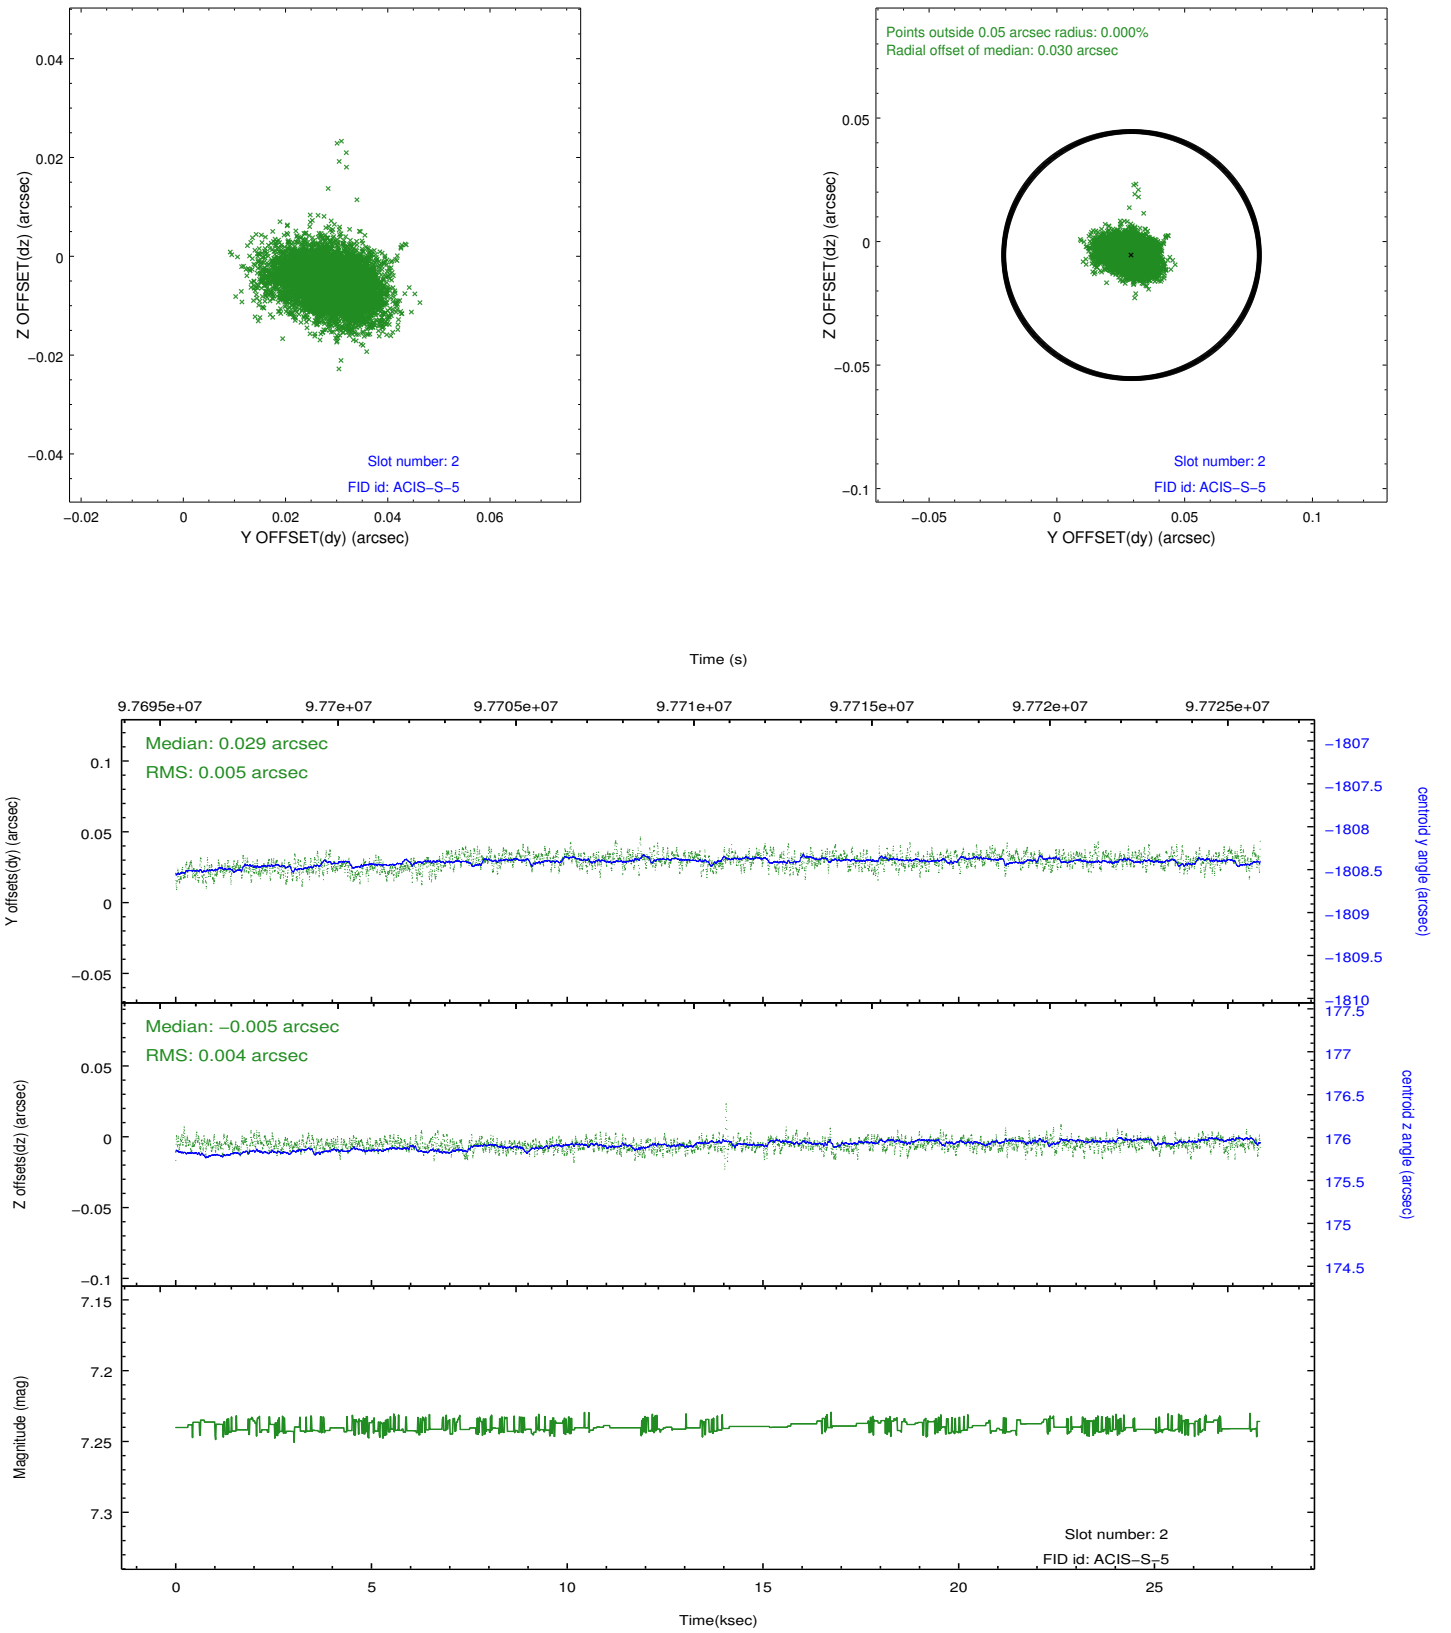 0.04
0.02
0
−0.02
−0.04
Z OFFSET(dz) (arcsec)
Slot number: 2
FID id: ACIS−S−5
−0.02 0 0.02 0.04 0.06
Y OFFSET(dy) (arcsec)
Points outside 0.05 arcsec radius: 0.000%
Radial offset of median: 0.030 arcsec
0.05
0
−0.05
−0.1
Z OFFSET(dz) (arcsec)
Slot number: 2
FID id: ACIS−S−5
−0.05 0 0.05 0.1
Y OFFSET(dy) (arcsec)
Time (s)
9.7695e+07 9.77e+07 9.7705e+07 9.771e+07 9.7715e+07 9.772e+07 9.7725e+07
Median: 0.029 arcsec
RMS: 0.005 arcsec
0.1
0.05
0
−0.05
Y offsets(dy) (arcsec)
−1807
−1807.5
−1808
−1808.5
−1809
−1809.5
−1810
centroid y angle (arcsec)
Median: −0.005 arcsec
RMS: 0.004 arcsec
0.05
0
−0.05
−0.1
Z offsets(dz) (arcsec)
177.5
177
176.5
176
175.5
175
174.5
centroid z angle (arcsec)
7.15
7.2
7.25
7.3
Magnitude (mag)
Slot number: 2
FID id: ACIS−S−5
0 5 10 15 20 25
Time(ksec)